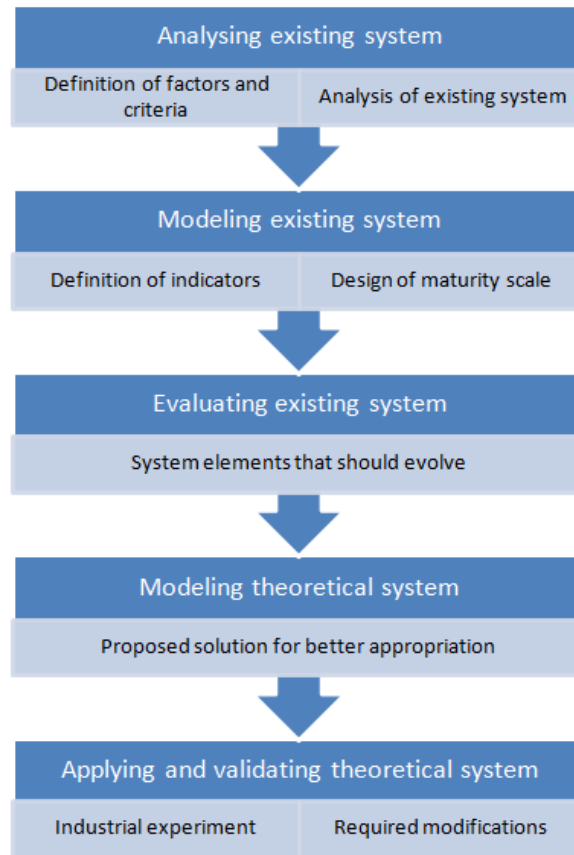 Analysing existing system
Definition of factors and
criteria
Analysis of existing system
Modeling existing system
Definition of indicators
Design of maturity scale
Evaluating existing system
System elements that should evolve
Modeling theoretical system
Proposed solution for better appropriation
Applying and validating theoretical system
Industrial experiment
Required modifications